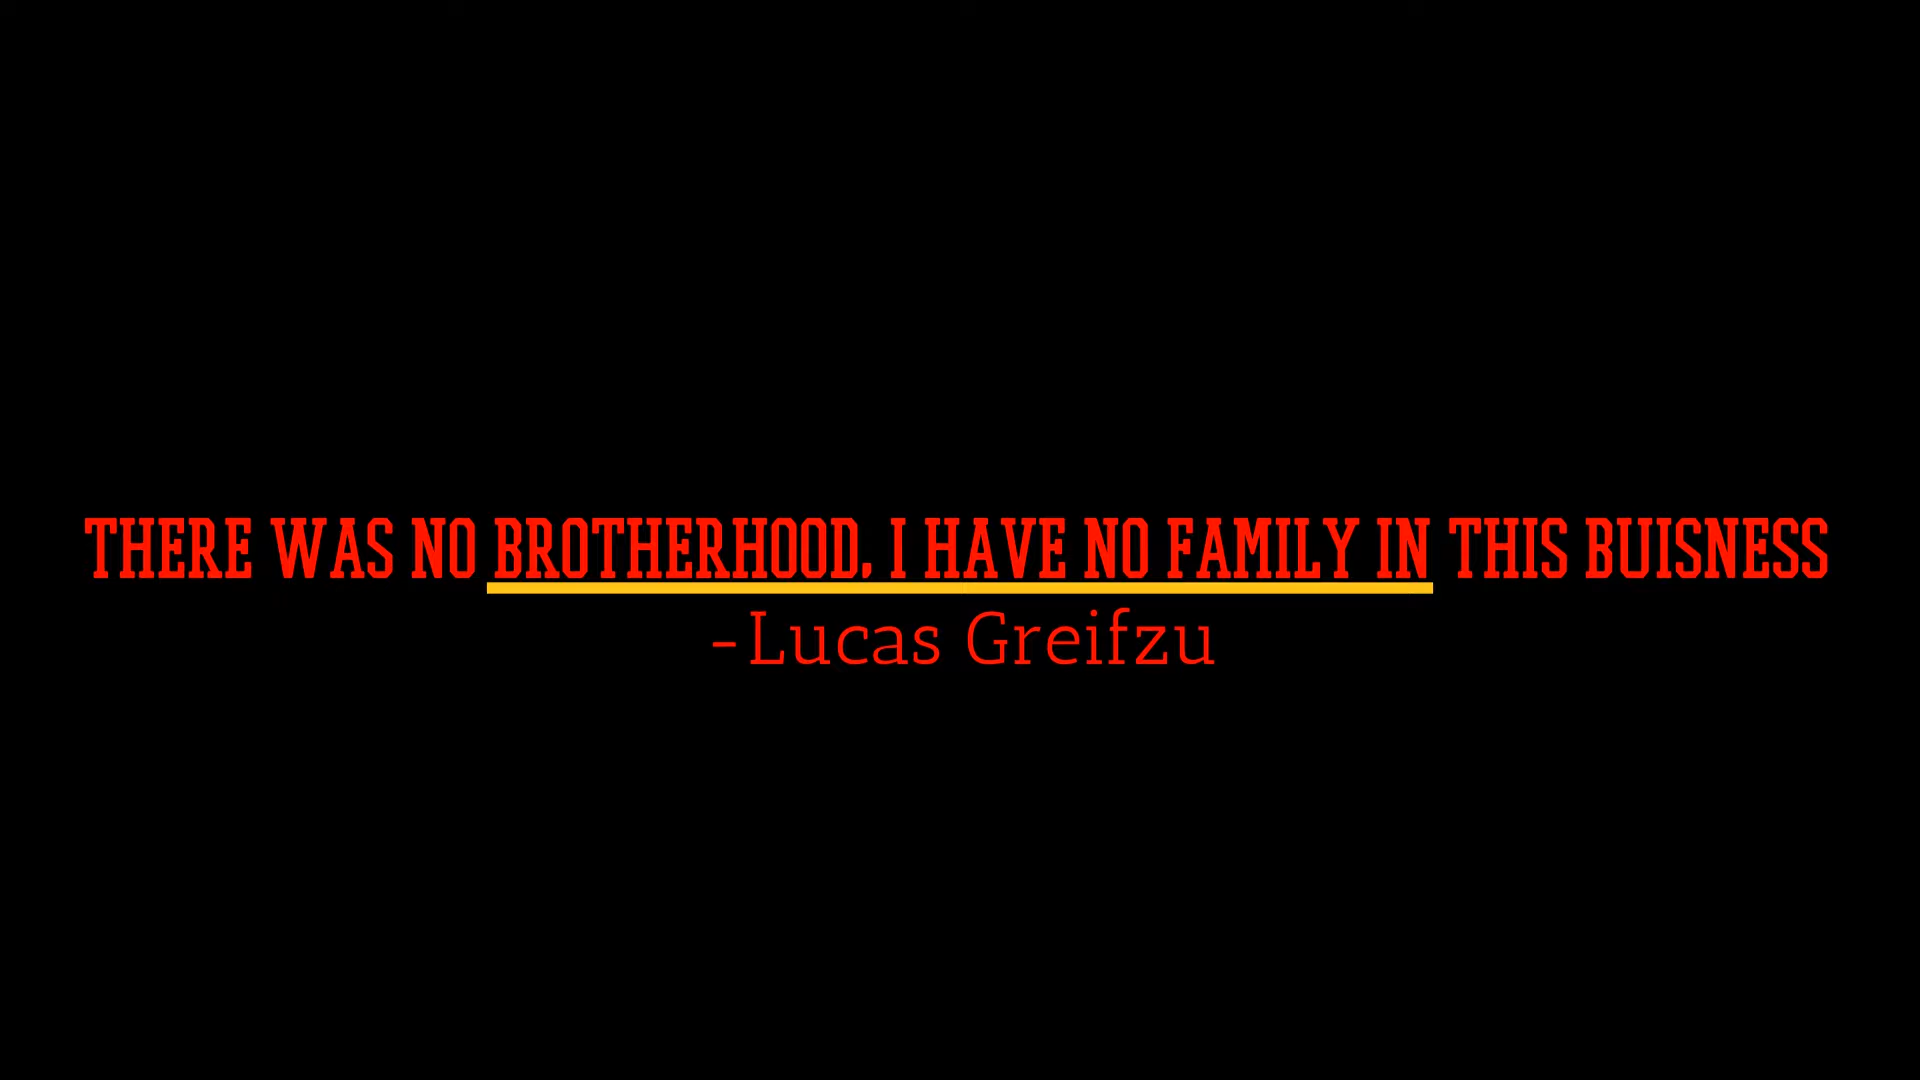 THERE WAS NO BROTHERHOOD, I HAVE NO FAMILY IN THIS BUISNESS
-Lucas Greifzu